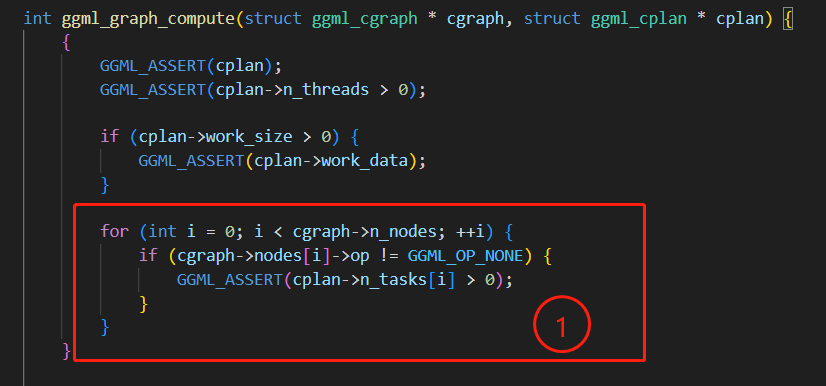 int ggml_graph_compute(struct ggml_cgraph * cgraph, struct ggml_cplan * cplan) {
{
GGML_ASSERT(cplan);
GGML_ASSERT(cplan->n_threads > 0);
if (cplan->work_size > 0) {
GGML_ASSERT(cplan->work_data);
}
for (int i = 0; i < cgraph->n_nodes; ++i) {
if (cgraph->nodes[i]->op != GGML_OP_NONE) {
GGML_ASSERT(cplan->n_tasks[i] > 0);
}
}
1
}